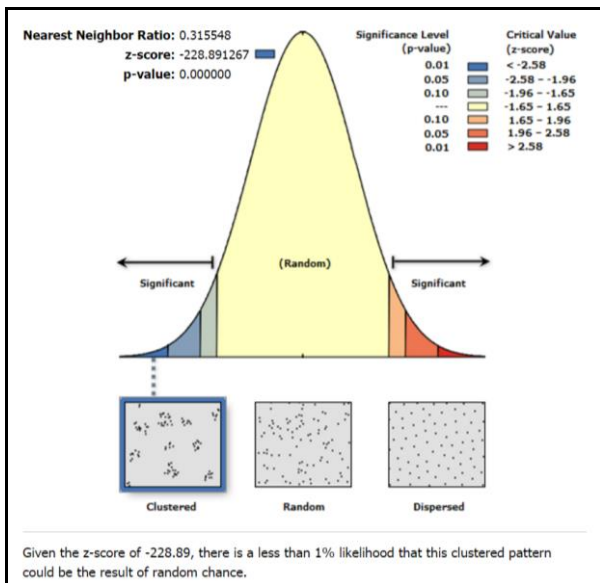 Nearest Neighbor Ratio: 0.315548
z-score: -228.891267
p-value: 0.000000
Significance Level
(p-value)
Critical Value
(z-score)
0.01 < -2.58
0.05 -2.58 – -1.96
0.10 -1.96 – -1.65
--- -1.65 – 1.65
0.10 1.65 – 1.96
0.05 1.96 – 2.58
0.01 > 2.58
(Random)
Significant
Significant
Clustered
Random
Dispersed
Given the z-score of -228.89, there is a less than 1% likelihood that this clustered pattern
could be the result of random chance.